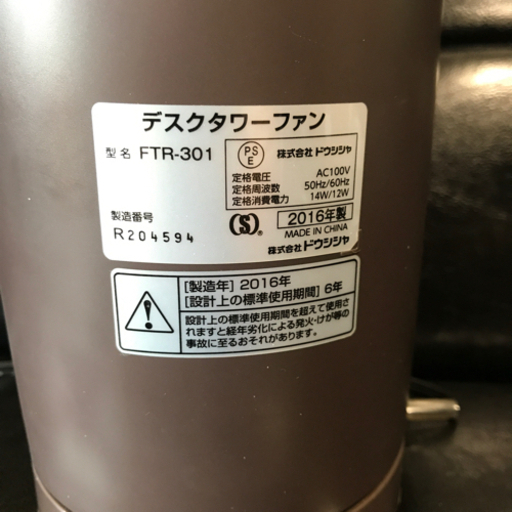 デスクタワーファン
型名 FTR-301
PS
E
株式会社ドウシシャ
定格電圧 AC100V
定格周波数 50Hz/60Hz
定格消費電力 14W/12W
製造番号
R204594
(S)® 2016年製
MADE IN CHINA
株式会社ドウシシャ
[製造年] 2016年
[設計上の標準使用期間] 6年
設計上の標準使用期間を超えて使用さ
れますと経年劣化による発火・けが等の
事故に至るおそれがあります。